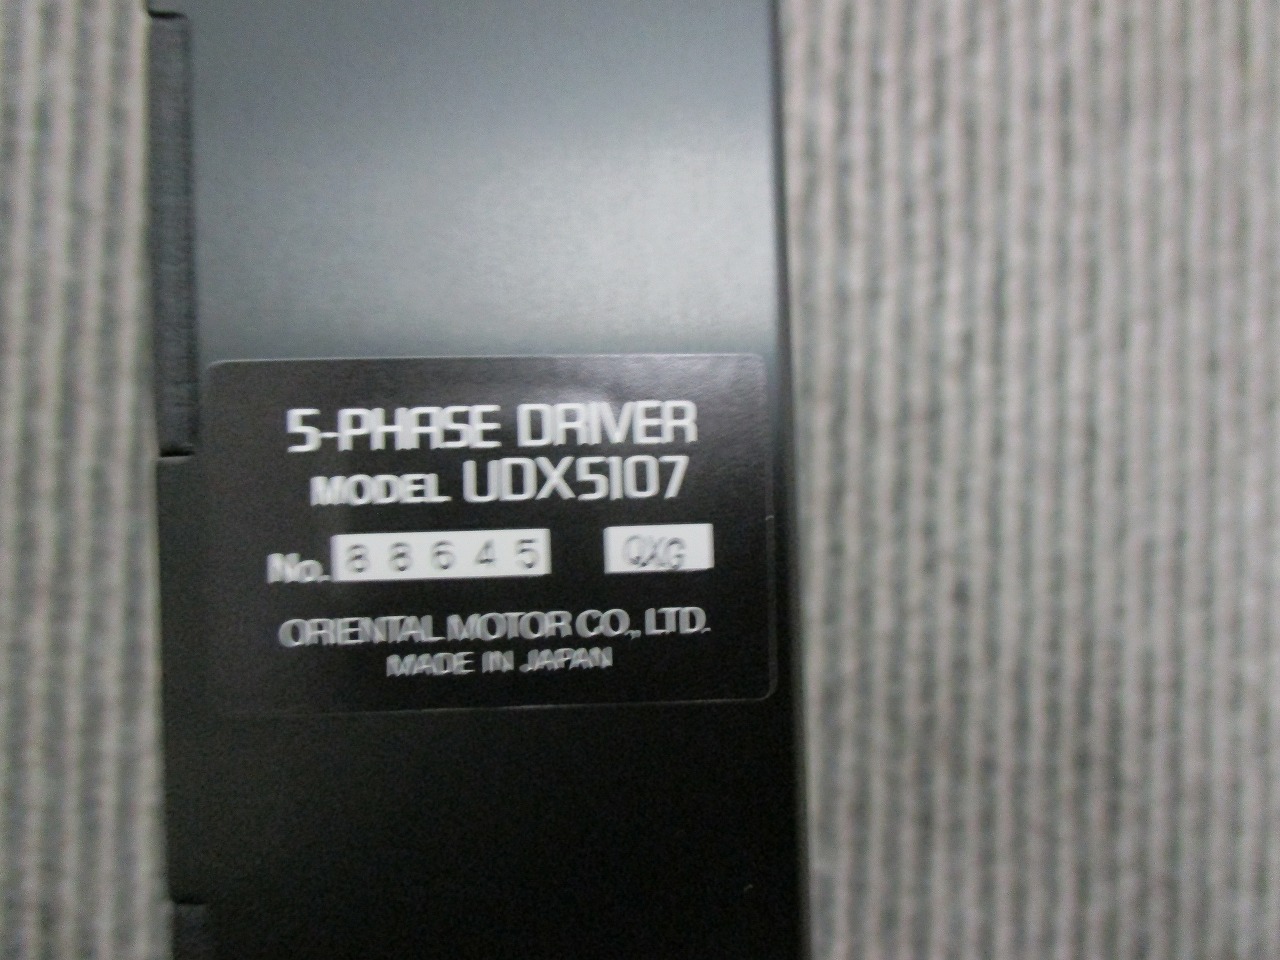 5-PHASE DRIVER
MODEL UDX5107
No. 88645 QXG
ORIENTAL MOTOR CO., LTD.
MADE IN JAPAN